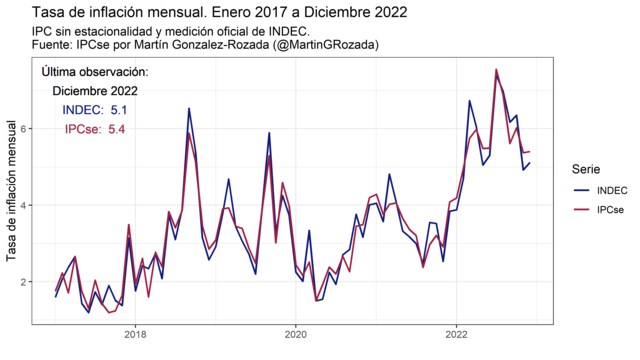 Tasa de inflación mensual. Enero 2017 a Diciembre 2022
IPC sin estacionalidad y medición oficial de INDEC.
Fuente: IPCse por Martín Gonzalez-Rozada (@MartinGRozada)
Última observación:
Diciembre 2022
INDEC: 5.1
IPCse: 5.4
Tasa de inflación mensual
6
4
2
2018
2020
2022
Serie
INDEC
IPCse